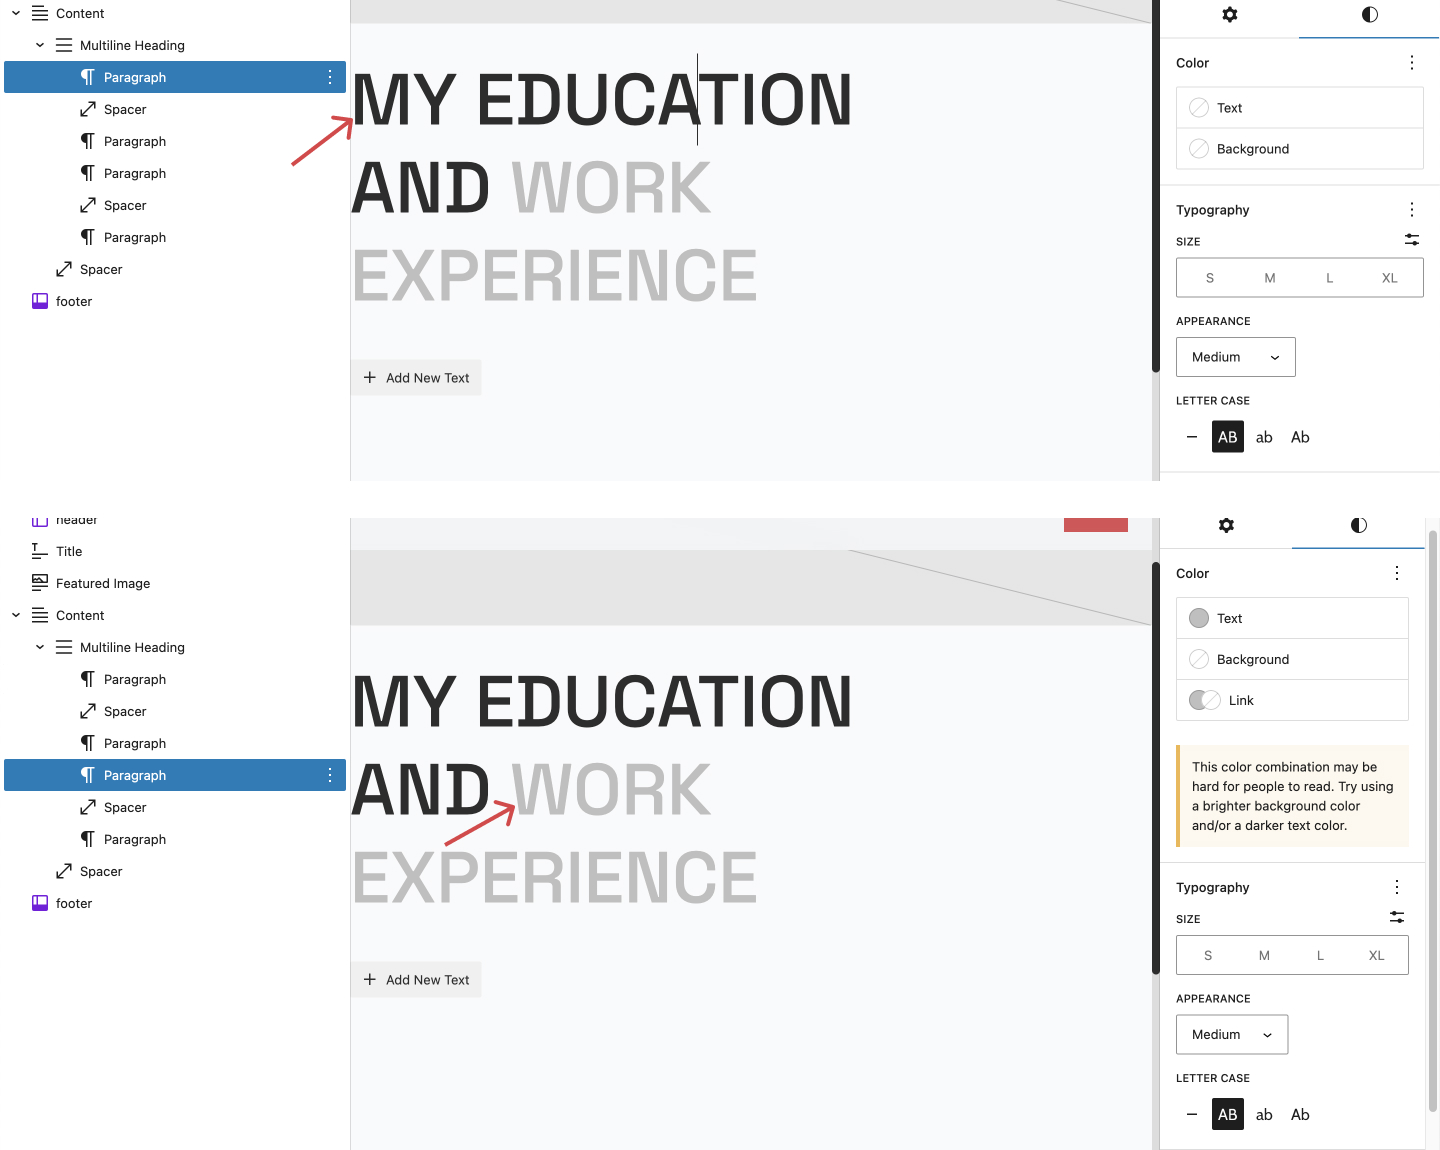 Content
Multiline Heading
Paragraph
Spacer
Paragraph
Paragraph
Spacer
Paragraph
Spacer
footer
MY EDUCATION
AND WORK
EXPERIENCE
+ Add New Text
Color
Text
Background
Typography
SIZE
S M L XL
APPEARANCE
Medium
LETTER CASE
– AB ab Ab
header
Title
Featured Image
Content
Multiline Heading
Paragraph
Spacer
Paragraph
Paragraph
Spacer
Paragraph
Spacer
footer
MY EDUCATION
AND WORK
EXPERIENCE
+ Add New Text
Color
Text
Background
Link
This color combination may be
hard for people to read. Try using
a brighter background color
and/or a darker text color.
Typography
SIZE
S M L XL
APPEARANCE
Medium
LETTER CASE
– AB ab Ab